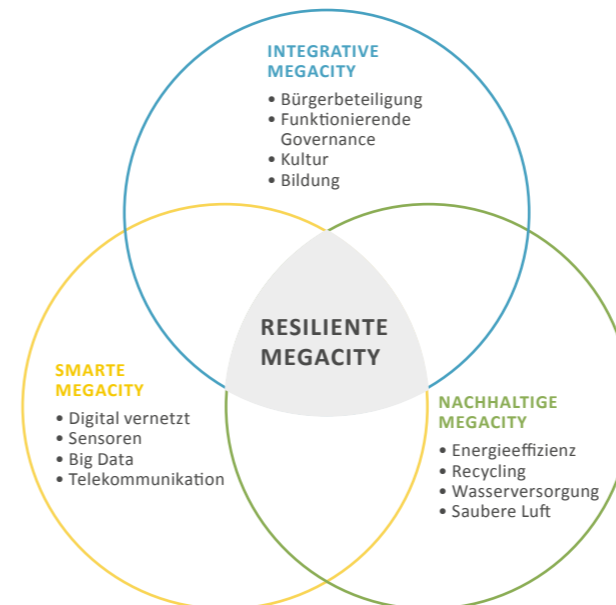 INTEGRATIVE
MEGACITY
• Bürgerbeteiligung
• Funktionierende
Governance
• Kultur
• Bildung
RESILIENTE
MEGACITY
SMARTE
MEGACITY
• Digital vernetzt
• Sensoren
• Big Data
• Telekommunikation
NACHHALTIGE
MEGACITY
• Energieeffizienz
• Recycling
• Wasserversorgung
• Saubere Luft